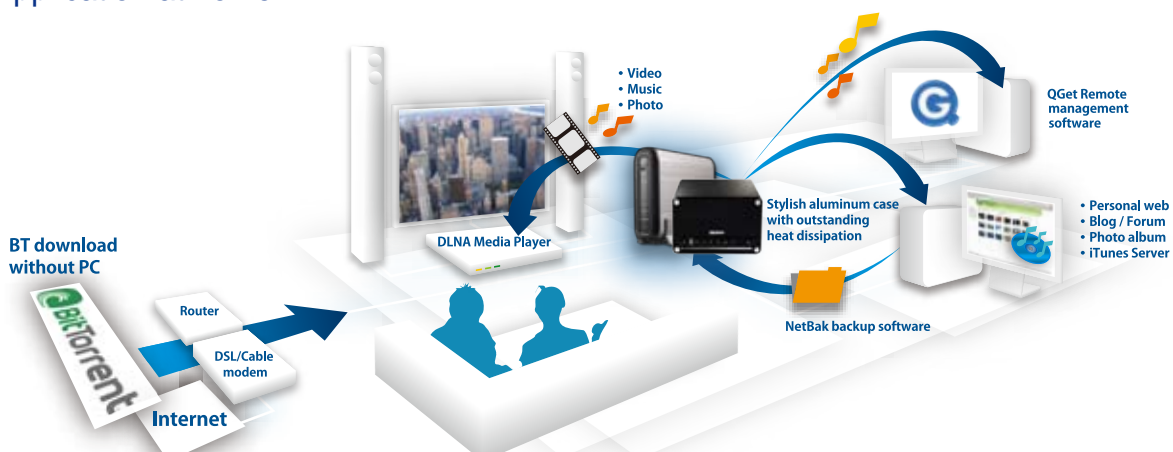 • Video
• Music
• Photo
G
QGet Remote
management
software
Stylish aluminum case
with outstanding
heat dissipation
• Personal web
• Blog / Forum
• Photo album
• iTunes Server
DLNA Media Player
NetBak backup software
BT download
without PC
BitTorrent
Router
DSL/Cable
modem
Internet